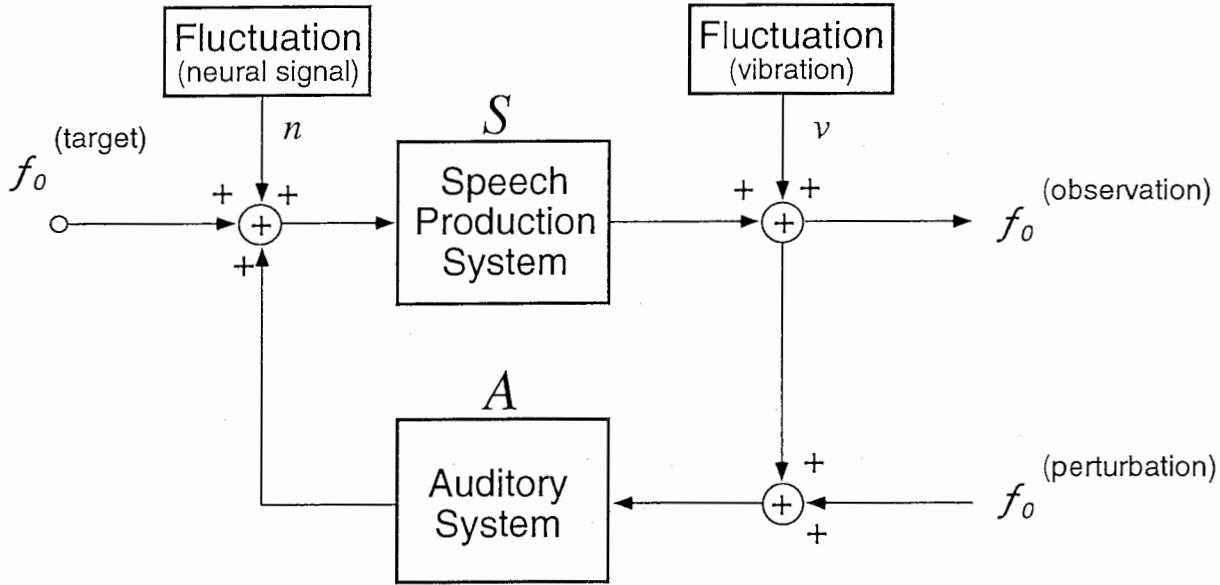 Fluctuation
(neural signal)
n
Fluctuation
(vibration)
v
f₀ (target)
+ + + +
S
Speech
Production
System
+ + +
f₀ (observation)
A
Auditory
System
+ + +
f₀ (perturbation)